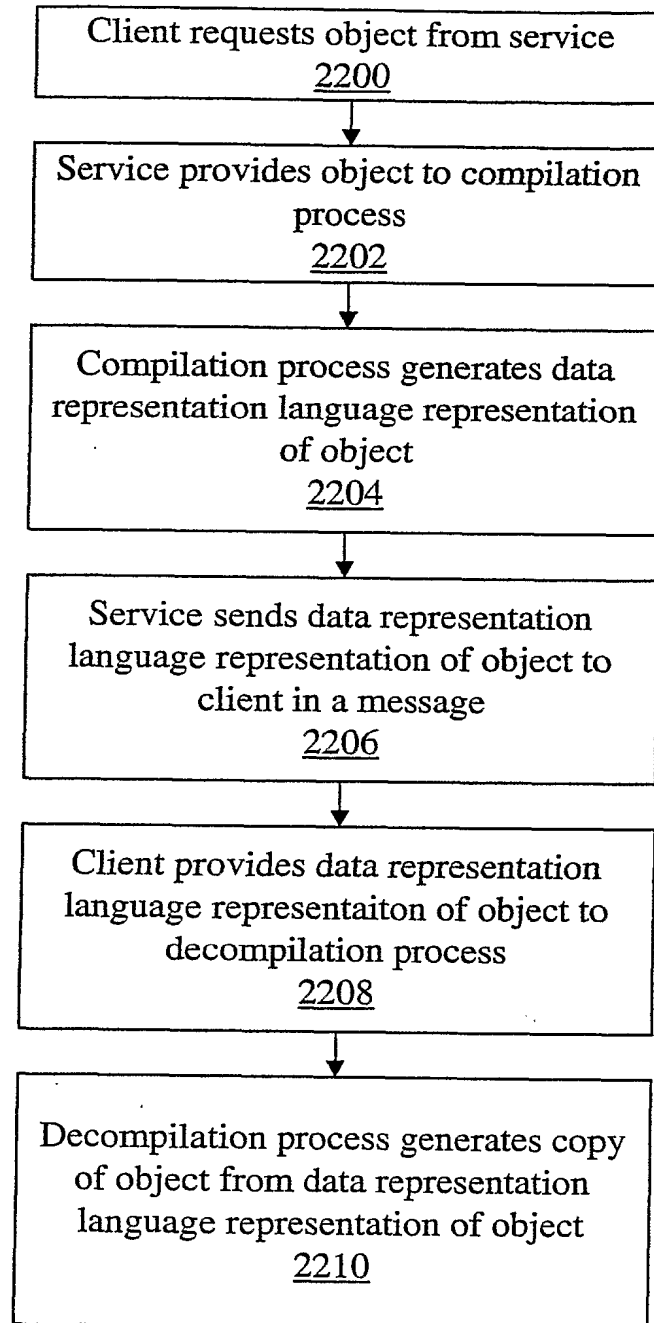 Client requests object from service
2200
Service provides object to compilation
process
2202
Compilation process generates data
representation language representation
of object
2204
Service sends data representation
language representation of object to
client in a message
2206
Client provides data representation
language representaiton of object to
decompilation process
2208
Decompilation process generates copy
of object from data representation
language representation of object
2210